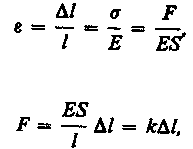 ε = Δl/l = σ/E = F/ES,
F = ES/l Δl = kΔl,